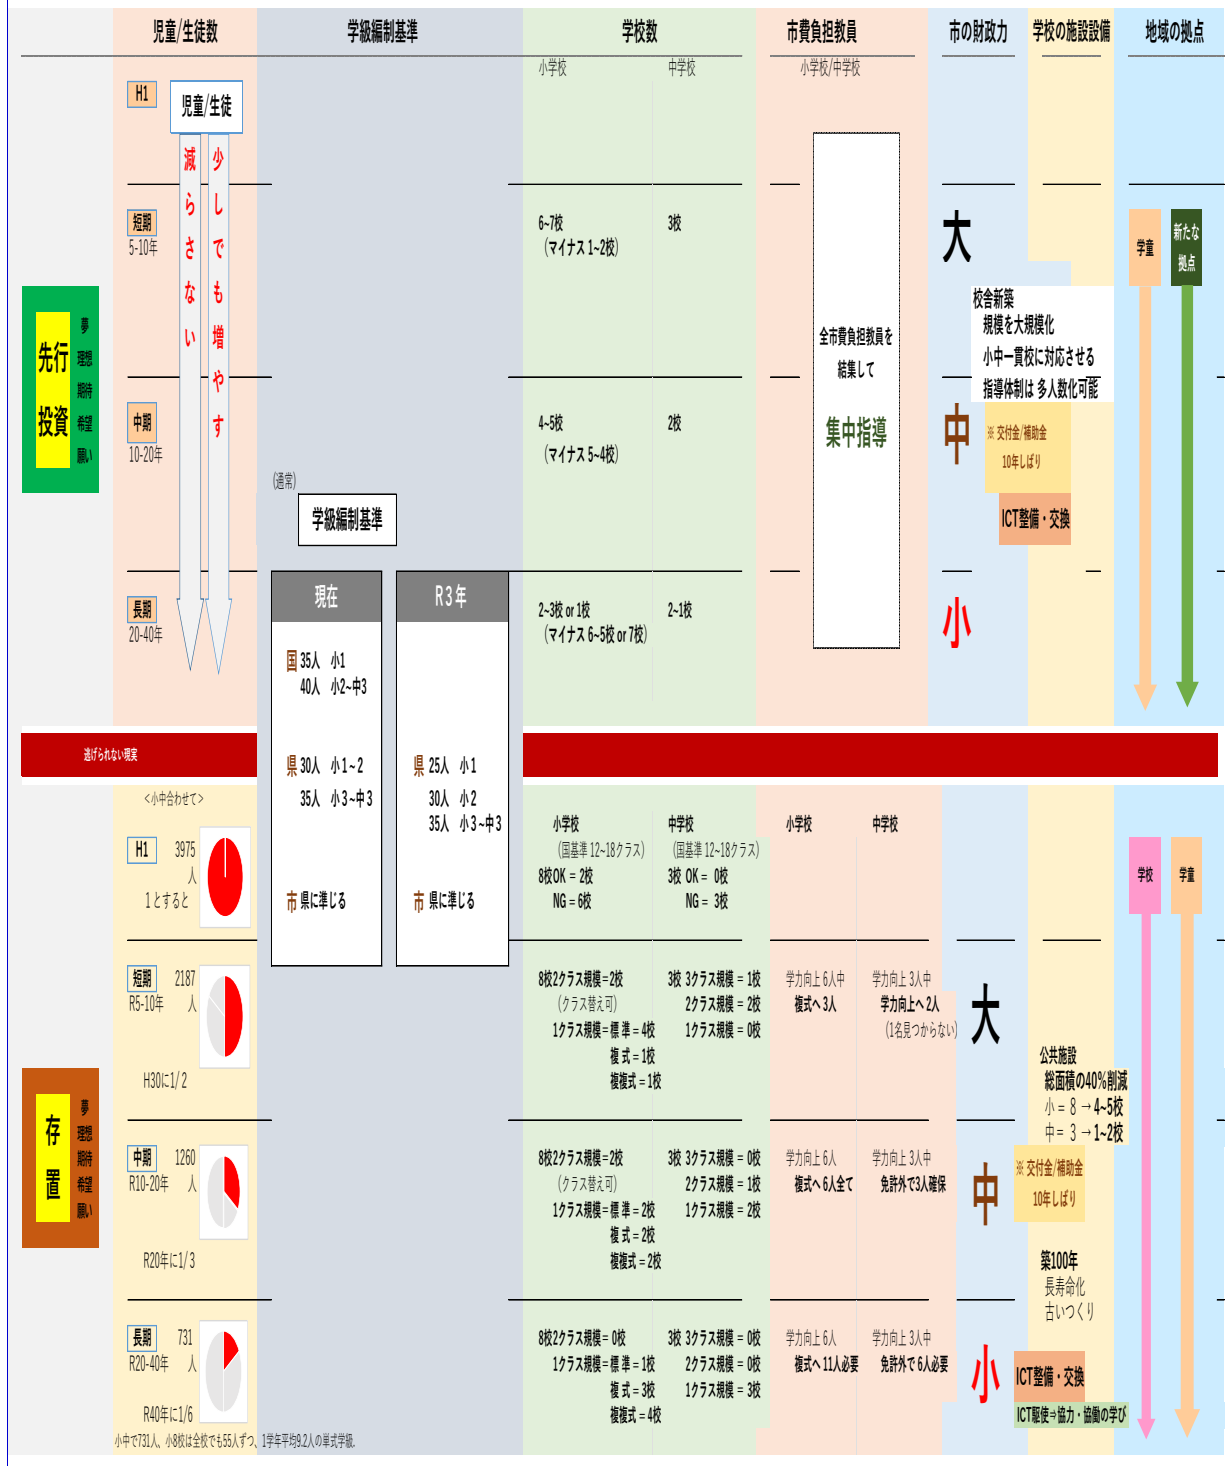 児童/生徒数 学級編制基準 学校数 市費負担教員 市の財政力 学校の施設設備 地域の拠点
小学校 中学校 小学校/中学校
H1
児童/生徒
減らさない
少しでも増やす
短期
5-10年
6~7校
(マイナス 1~2校)
3校
大
学童
新たな
拠点
先行
投資
夢
理想
期待
希望
願い
全市費負担教員を
結集して
集中指導
校舎新築
規模を大規模化
小中一貫校に対応させる
指導体制は 多人数化可能
中期
10-20年
4~5校
(マイナス 5~4校)
2校
中
※ 交付金/補助金
10年しばり
ICT整備・交換
(通常)
学級編制基準
長期
20-40年
2~3校 or 1校
(マイナス 6~5校 or 7校)
2~1校
小
現在
国 35人 小1
40人 小2~中3
県 30人 小1~2
35人 小3~中3
市 県に準じる
R3年
県 25人 小1
30人 小2
35人 小3~中3
市 県に準じる
逃げられない現実
<小中合わせて>
小学校 中学校 小学校 中学校
(国基準 12~18クラス) (国基準 12~18クラス)
H1 3975
人
1とすると
8校OK = 2校
NG = 6校
3校 OK = 0校
NG = 3校
学校
学童
短期 2187
R5-10年 人
H30に1/2
8校2クラス規模=2校
(クラス替え可)
1クラス規模=標 準 = 4校
複 式 = 1校
複複式 = 1校
3校 3クラス規模 = 1校
2クラス規模 = 2校
1クラス規模 = 0校
学力向上 6人中
複式へ 3人
学力向上 3人中
学力向上へ 2人
(1名見つからない)
大
公共施設
総面積の40%削減
小 = 8 →4~5校
中 = 3 →1~2校
存
置
夢
理想
期待
希望
願い
中期 1260
R10-20年 人
R20年に1/3
8校2クラス規模=2校
(クラス替え可)
1クラス規模=標 準 = 2校
複 式 = 2校
複複式 = 2校
3校 3クラス規模 = 0校
2クラス規模 = 1校
1クラス規模 = 2校
学力向上 6人
複式へ 6人全て
学力向上 3人中
免許外で3人確保
中
※ 交付金/補助金
10年しばり
築100年
長寿命化
古いつくり
長期 731
R20-40年 人
R40年に1/6
8校2クラス規模 = 0校
1クラス規模=標 準 = 1校
複 式 = 3校
複複式 = 4校
3校 3クラス規模 = 0校
2クラス規模 = 0校
1クラス規模 = 3校
学力向上 6人
複式へ 11人必要
学力向上 3人中
免許外で 6人必要
小
ICT整備・交換
ICT駆使⇒協力・協働の学び
小中で731人、小8校は全校でも55人ずつ、1学年平均9.2人の単式学級.